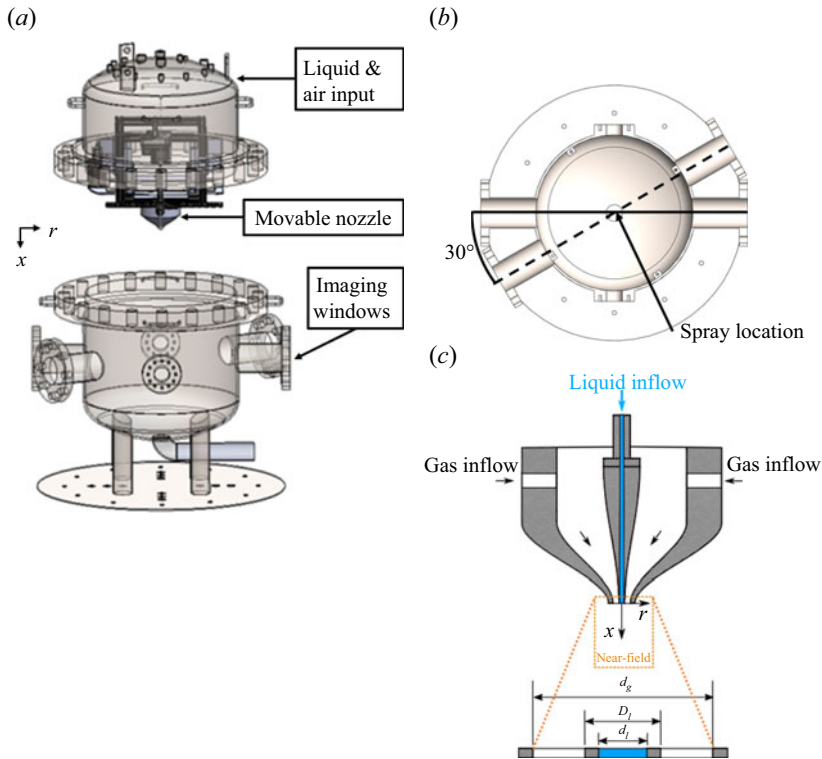 (a)
Liquid &
air input
Movable nozzle
r
x
Imaging
windows
(b)
30°
Spray location
(c)
Liquid inflow
Gas inflow
Gas inflow
r
x
Near-field
d_g
D_l
d_l